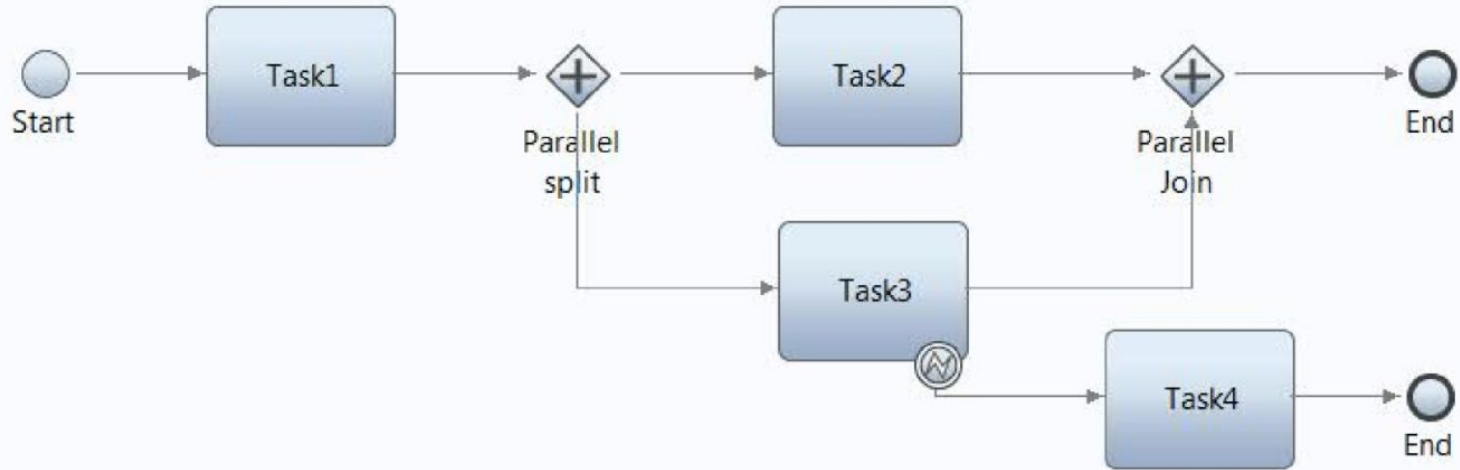 Task1
Task2
Start
End
Parallel
split
Parallel
Join
Task3
Task4
End